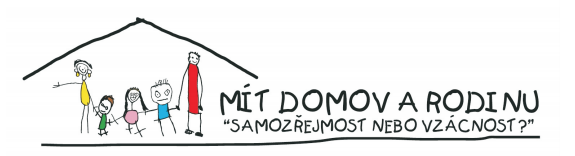 MÍT DOMOV A RODINU
“SAMOZŘEJMOST NEBO VZÁCNOST?”